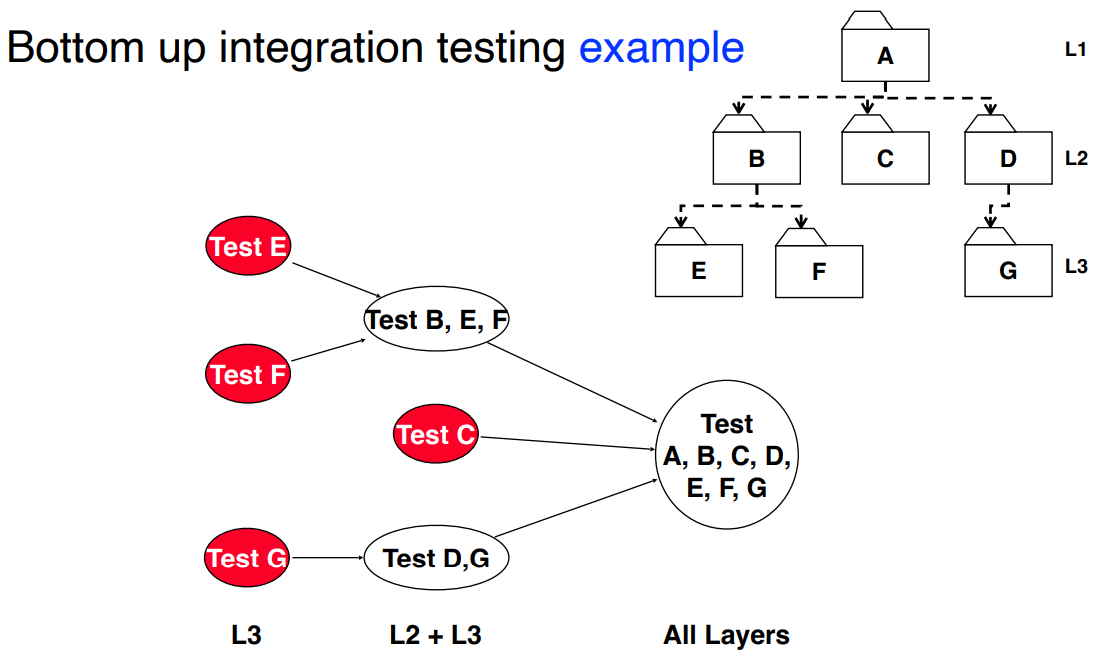 Bottom up integration testing example
A
L1
B
C
D
L2
E
F
G
L3
Test E
Test B, E, F
Test F
Test C
Test
A, B, C, D,
E, F, G
Test G
Test D,G
L3
L2 + L3
All Layers